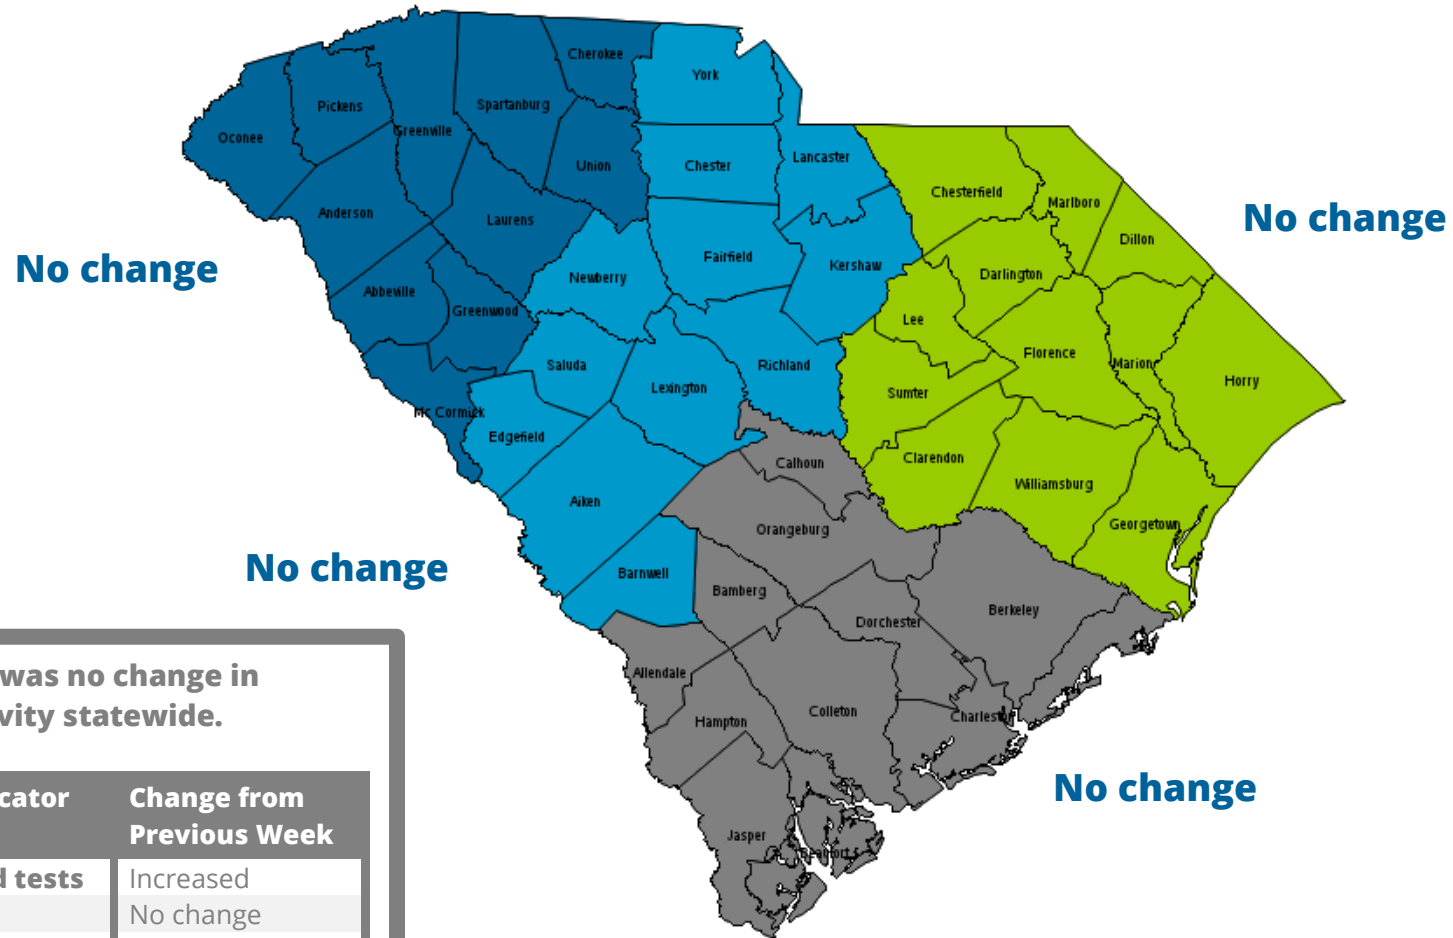 Cherokee
York
Pickens
Spartanburg
Greenville
Oconee
Union
Chester
Lancaster
Chesterfield
Marlboro
Anderson
Laurens
No change
Dillon
Fairfield
Kershaw
No change
Newberry
Darlington
Abbeville
Greenwood
Lee
Florence
Saluda
Richland
Marion
Lexington
Horry
Sumter
Mc Cormick
Edgefield
Calhoun
Clarendon
Williamsburg
Aiken
Georgetown
Orangeburg
No change
Barnwell
Bamberg
Berkeley
Dorchester
was no change in
Allendale
vity statewide.
Hampton
Colleton
Charleston
No change
cator
Change from
Previous Week
Jasper
Beaufort
d tests
Increased
No change